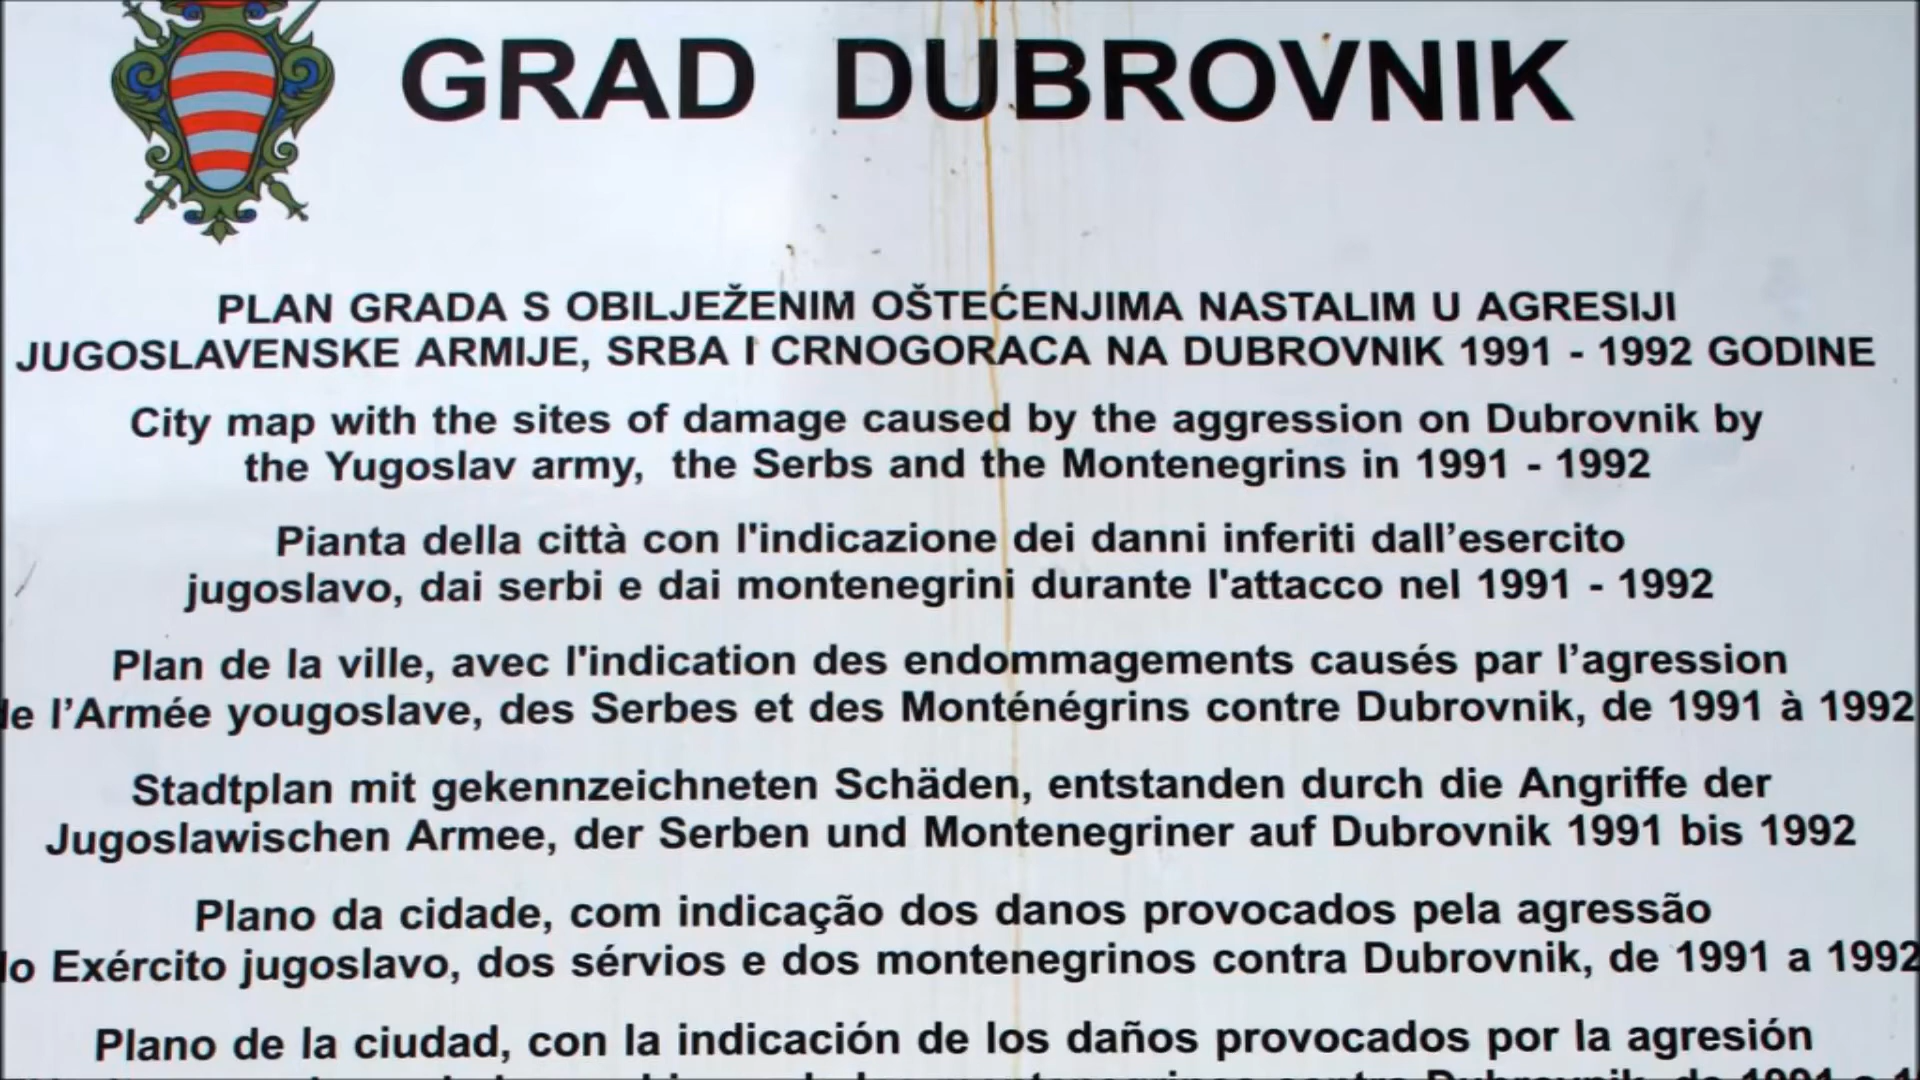 GRAD DUBROVNIK
PLAN GRADA S OBILJEŽENIM OŠTEĆENJIMA NASTALIM U AGRESIJI
JUGOSLAVENSKE ARMIJE, SRBA I CRNOGORACA NA DUBROVNIK 1991 - 1992 GODINE
City map with the sites of damage caused by the aggression on Dubrovnik by
the Yugoslav army, the Serbs and the Montenegrins in 1991 - 1992
Pianta della città con l'indicazione dei danni inferiti dall’esercito
jugoslavo, dai serbi e dai montenegrini durante l'attacco nel 1991 - 1992
Plan de la ville, avec l'indication des endommagements causés par l’agression
l’Armée yougoslave, des Serbes et des Monténégrins contre Dubrovnik, de 1991 à 1992
Stadtplan mit gekennzeichneten Schäden, entstanden durch die Angriffe der
Jugoslawischen Armee, der Serben und Montenegriner auf Dubrovnik 1991 bis 1992
Plano da cidade, com indicação dos danos provocados pela agressão
Exército jugoslavo, dos sérvios e dos montenegrinos contra Dubrovnik, de 1991 a 1992
Plano de la ciudad, con la indicación de los daños provocados por la agresión